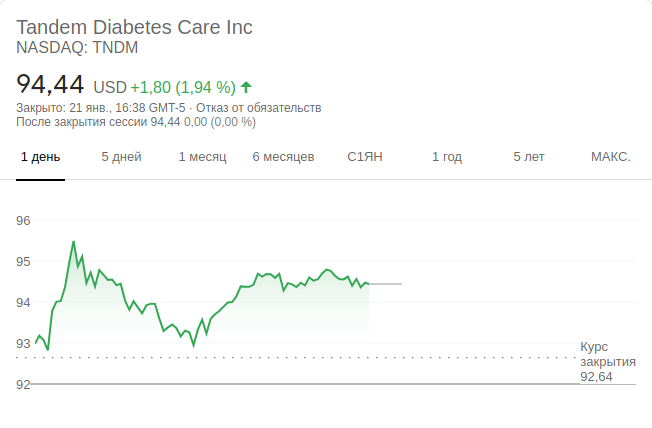 Tandem Diabetes Care Inc
NASDAQ: TNDM
94,44 USD +1,80 (1,94 %)
Закрыто: 21 янв., 16:38 GMT-5 · Отказ от обязательств
После закрытия сессии 94,44 0,00 (0,00 %)
1 день 5 дней 1 месяц 6 месяцев С1ЯН 1 год 5 лет МАКС.
96
95
94
93
Курс
закрытия
92,64
92